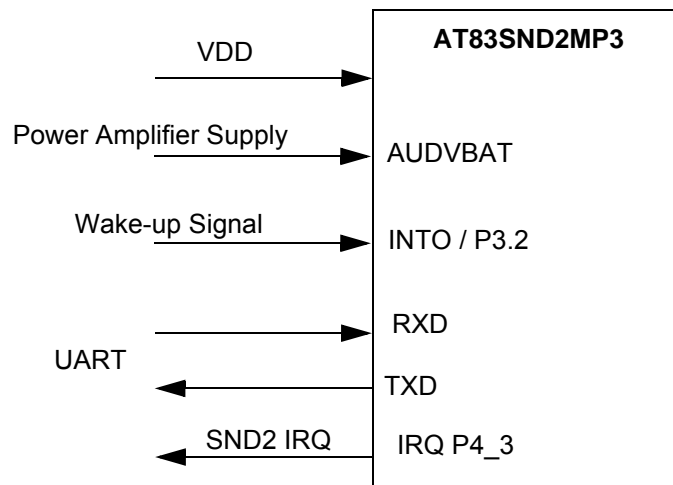 AT83SND2MP3
VDD
Power Amplifier Supply
AUDVBAT
Wake-up Signal
INTO / P3.2
RXD
UART
TXD
SND2 IRQ
IRQ P4_3